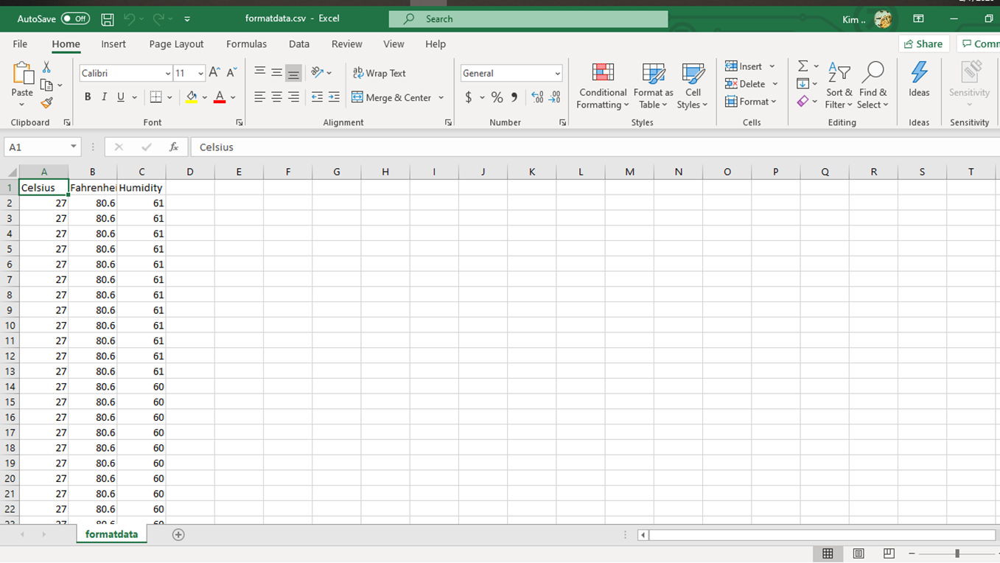 AutoSave Off formatdata.csv - Excel Search Kim ..
File Home Insert Page Layout Formulas Data Review View Help Share Comm
Paste Calibri 11 Wrap Text General Conditional Formatting Format as Table Cell Styles Insert Sort & Filter Find & Select Ideas Sensitivity
B I U Merge & Center $ % Delete
Format
Clipboard Font Alignment Number Styles Cells Editing Ideas Sensitivity
A1 fx Celsius
A B C D E F G H I J K L M N O P Q R S T
1 Celsius Fahrenhei Humidity
2 27 80.6 61
3 27 80.6 61
4 27 80.6 61
5 27 80.6 61
6 27 80.6 61
7 27 80.6 61
8 27 80.6 61
9 27 80.6 61
10 27 80.6 61
11 27 80.6 61
12 27 80.6 61
13 27 80.6 61
14 27 80.6 60
15 27 80.6 60
16 27 80.6 60
17 27 80.6 60
18 27 80.6 60
19 27 80.6 60
20 27 80.6 60
21 27 80.6 60
22 27 80.6 60
23 27 80.6 60
formatdata